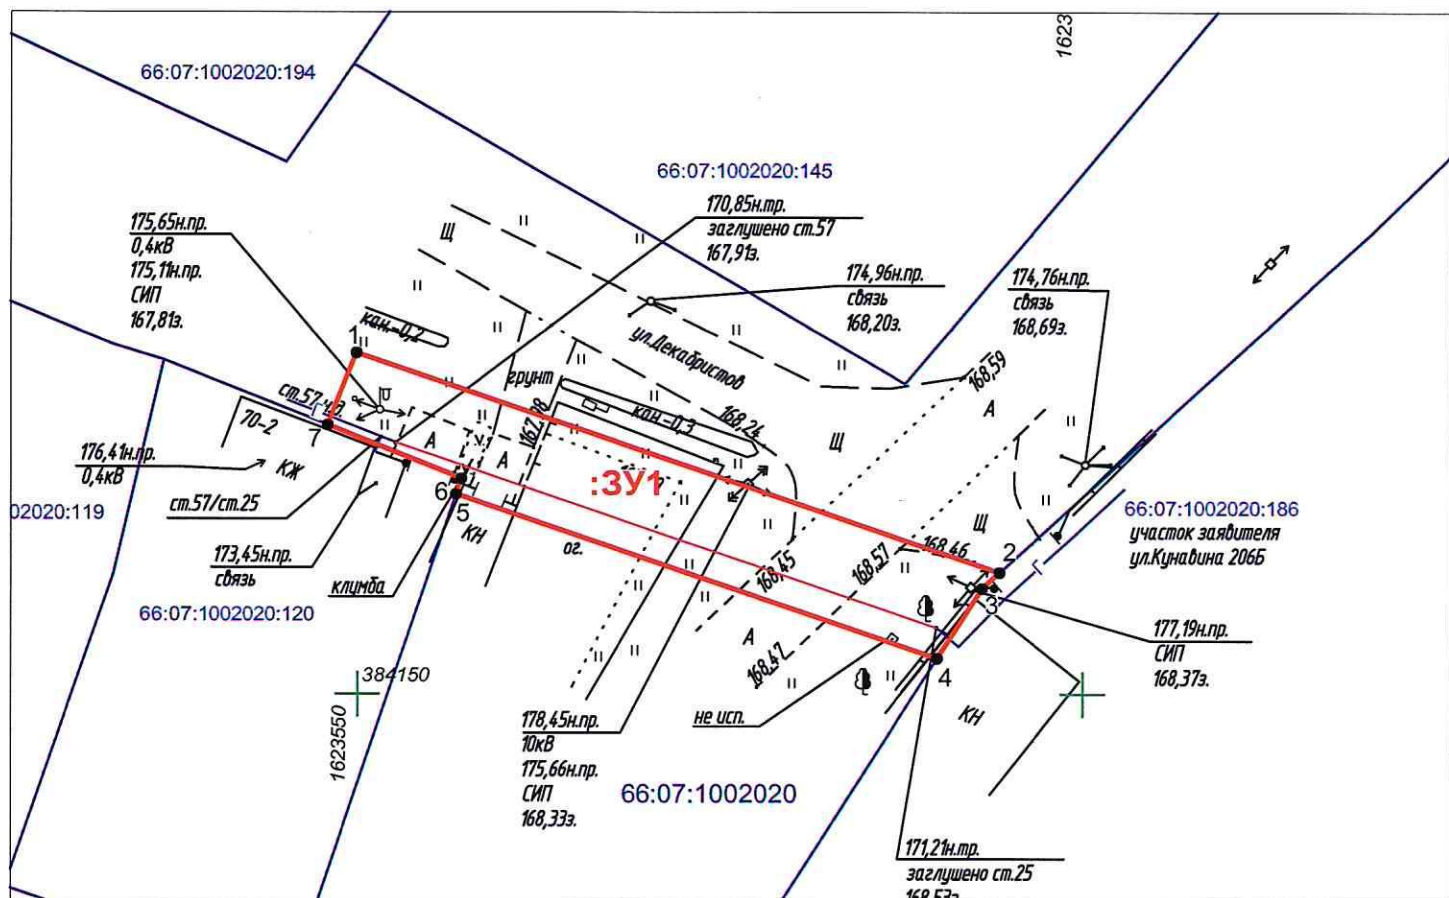 1623
66:07:1002020:194
66:07:1002020:145
170,85н.тр.
заглушено ст.57
167,91з.
175,65н.пр.
0,4кВ
175,11н.пр.
СИП
167,81з.
Щ
174,96н.пр.
связь
168,20з.
174,76н.пр.
связь
168,69з.
кан.-0,2
1
ул.Декабристов
грунт
168,59
А
ст.57
кан.-0,3
168,24
Щ
167,98
70-2
7
А
А
176,41н.пр.
0,4кВ
КЖ
:ЗУ1
6
5
ст.57/ст.25
02020:119
КН
ог.
Щ
66:07:1002020:186
участок заявителя
ул.Кунавина 206Б
173,45н.пр.
связь
клумба
168,45
168,57
168,46
2
3
66:07:1002020:120
А
168,47
4
177,19н.пр.
СИП
168,37з.
384150
1623550
КН
178,45н.пр.
10кВ
175,66н.пр.
СИП
168,33з.
не исп.
66:07:1002020
171,21н.тр.
заглушено ст.25
168,53з.